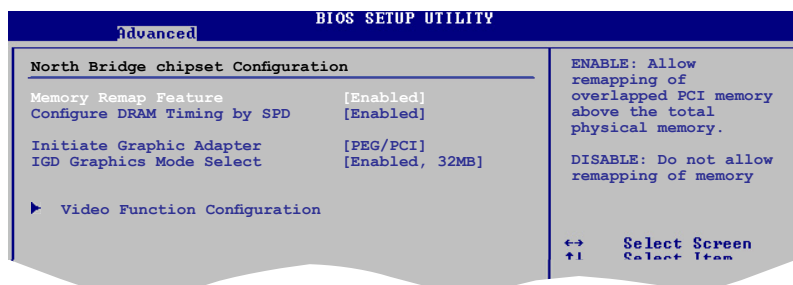 BIOS SETUP UTILITY
Advanced
North Bridge chipset Configuration
Memory Remap Feature [Enabled]
Configure DRAM Timing by SPD [Enabled]
Initiate Graphic Adapter [PEG/PCI]
IGD Graphics Mode Select [Enabled, 32MB]
Video Function Configuration
ENABLE: Allow
remapping of
overlapped PCI memory
above the total
physical memory.
DISABLE: Do not allow
remapping of memory
←→ Select Screen
↑↓ Select Item